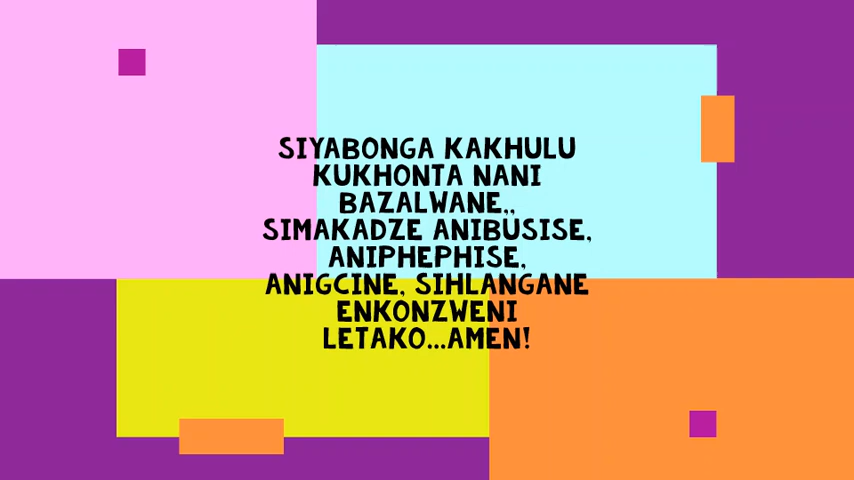 SIYABONGA KAKHULU
KUKHONTA NANI
BAZALWANE,,
SIMAKADZE ANIBUSISE,
ANIPHEPHISE,
ANIGCINE, SIHLANGANE
ENKONZWENI
LETAKO...AMEN!